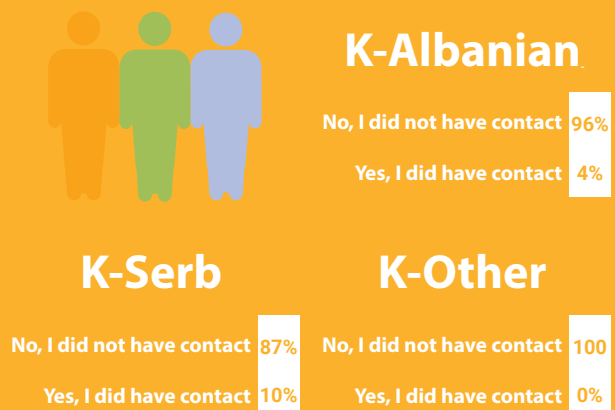 K-Albanian
No, I did not have contact 96%
Yes, I did have contact 4%
K-Serb
No, I did not have contact 87%
Yes, I did have contact 10%
K-Other
No, I did not have contact 100
Yes, I did have contact 0%